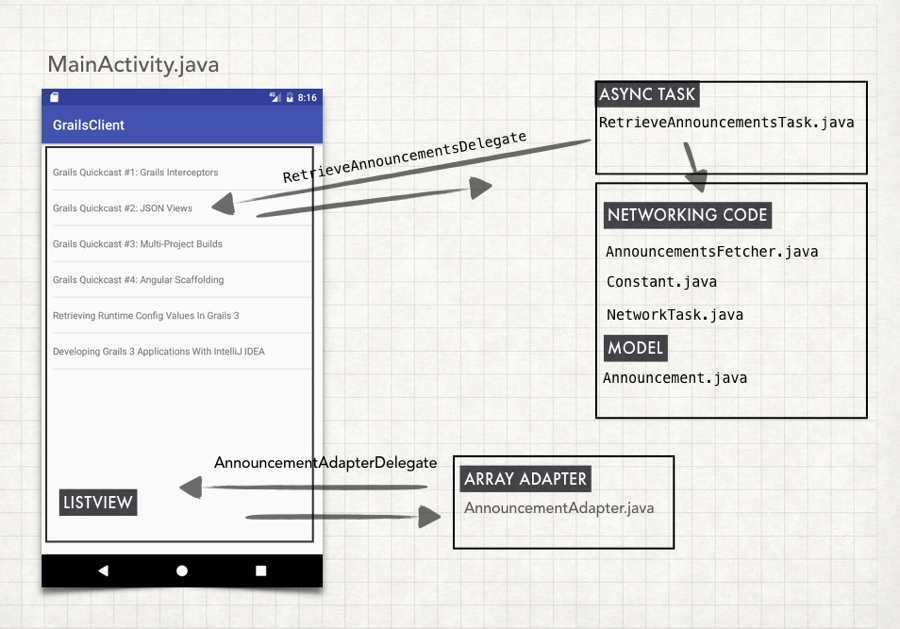 MainActivity.java
8:16
GrailsClient
Grails Quickcast #1: Grails Interceptors
Grails Quickcast #2: JSON Views
Grails Quickcast #3: Multi-Project Builds
Grails Quickcast #4: Angular Scaffolding
Retrieving Runtime Config Values In Grails 3
Developing Grails 3 Applications With IntelliJ IDEA
LISTVIEW
RetrieveAnnouncementsDelegate
ASYNC TASK
RetrieveAnnouncementsTask.java
NETWORKING CODE
AnnouncementsFetcher.java
Constant.java
NetworkTask.java
MODEL
Announcement.java
AnnouncementAdapterDelegate
ARRAY ADAPTER
AnnouncementAdapter.java